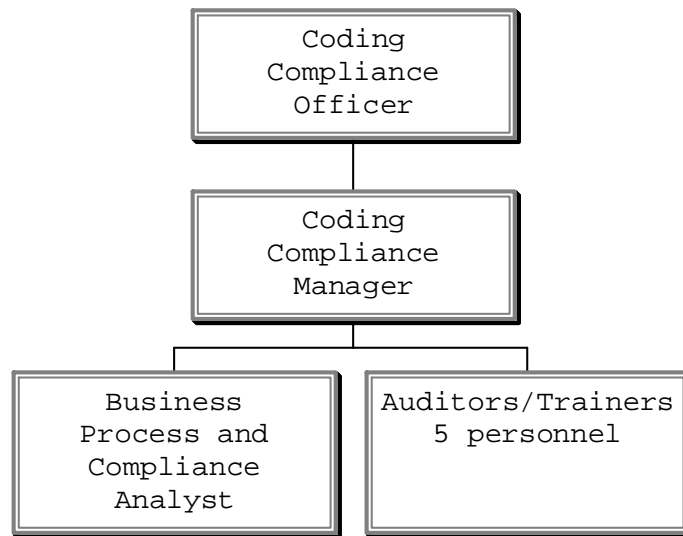 Coding
Compliance
Officer
Coding
Compliance
Manager
Business
Process and
Compliance
Analyst
Auditors/Trainers
5 personnel